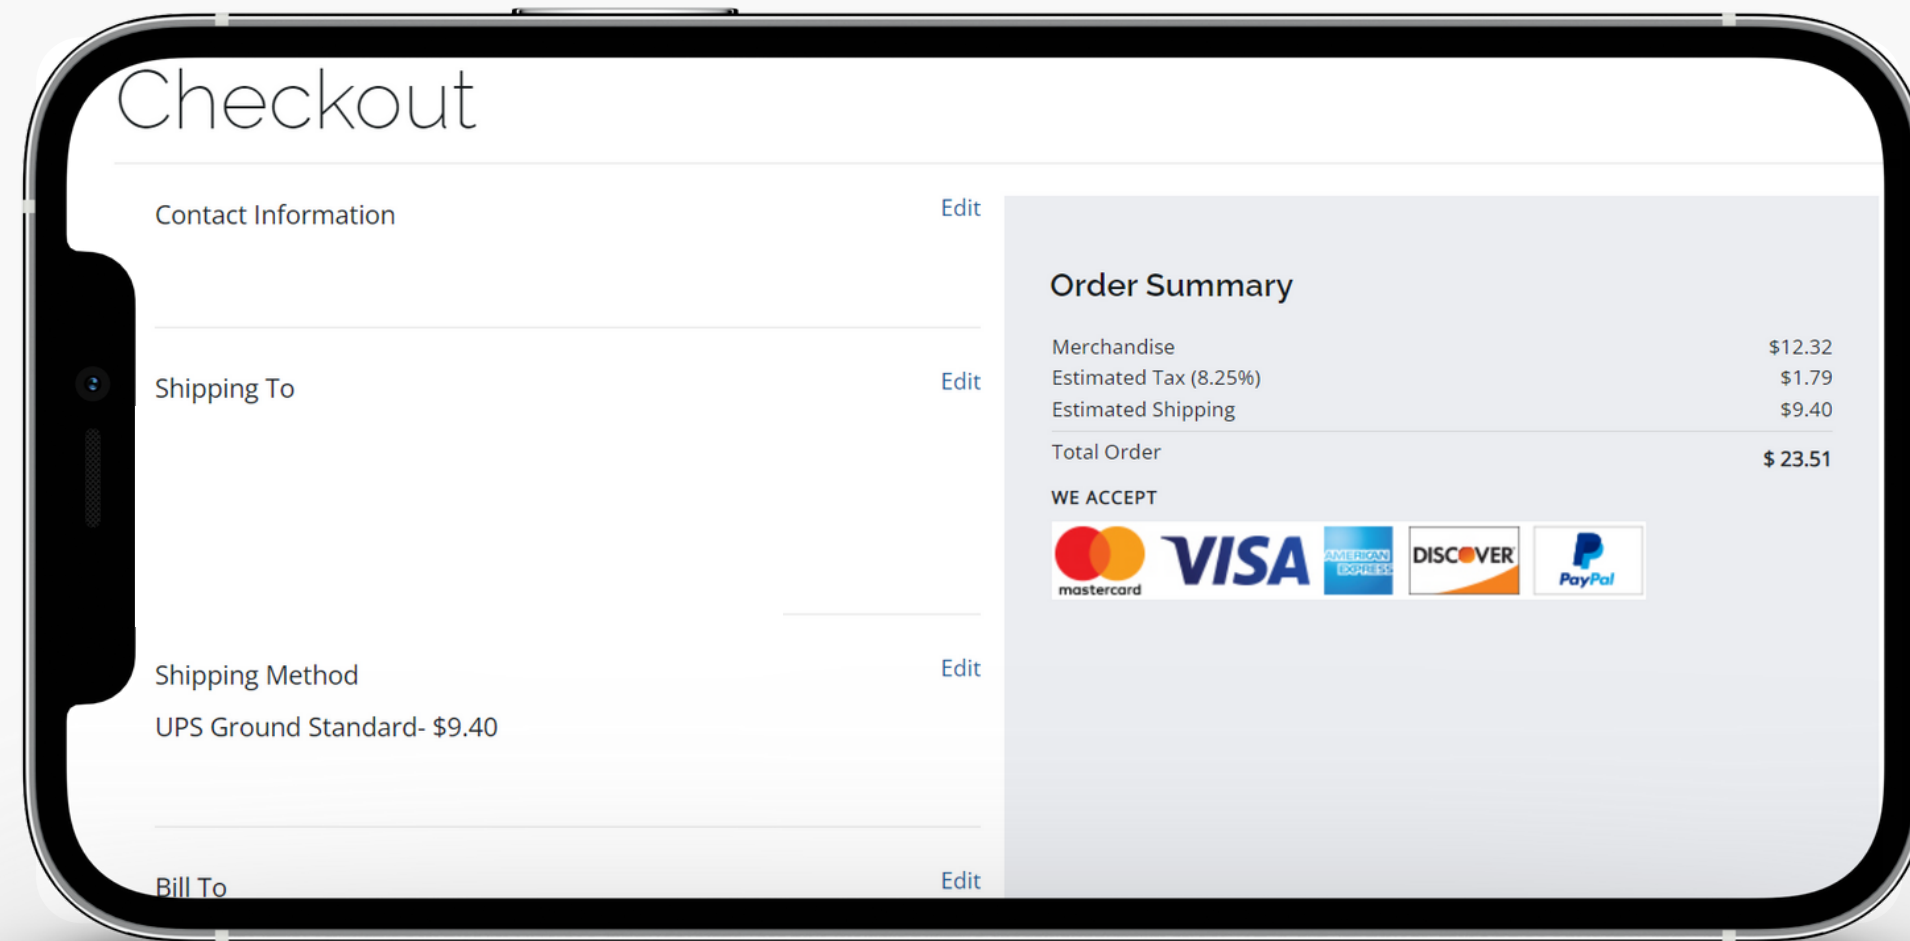 Checkout
Contact Information Edit
Shipping To Edit
Shipping Method Edit
UPS Ground Standard- $9.40
Bill To Edit
Order Summary
Merchandise $12.32
Estimated Tax (8.25%) $1.79
Estimated Shipping $9.40
Total Order $ 23.51
WE ACCEPT
mastercard VISA AMERICAN EXPRESS DISCOVER PayPal